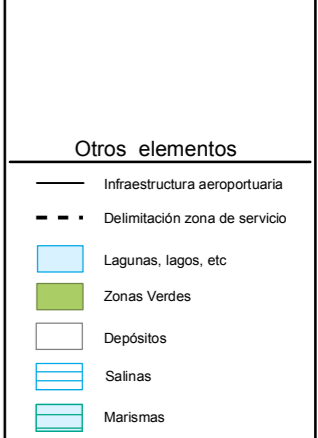 Otros elementos
Infraestructura aeroportuaria
Delimitación zona de servicio
Lagunas, lagos, etc
Zonas Verdes
Depósitos
Salinas
Marismas